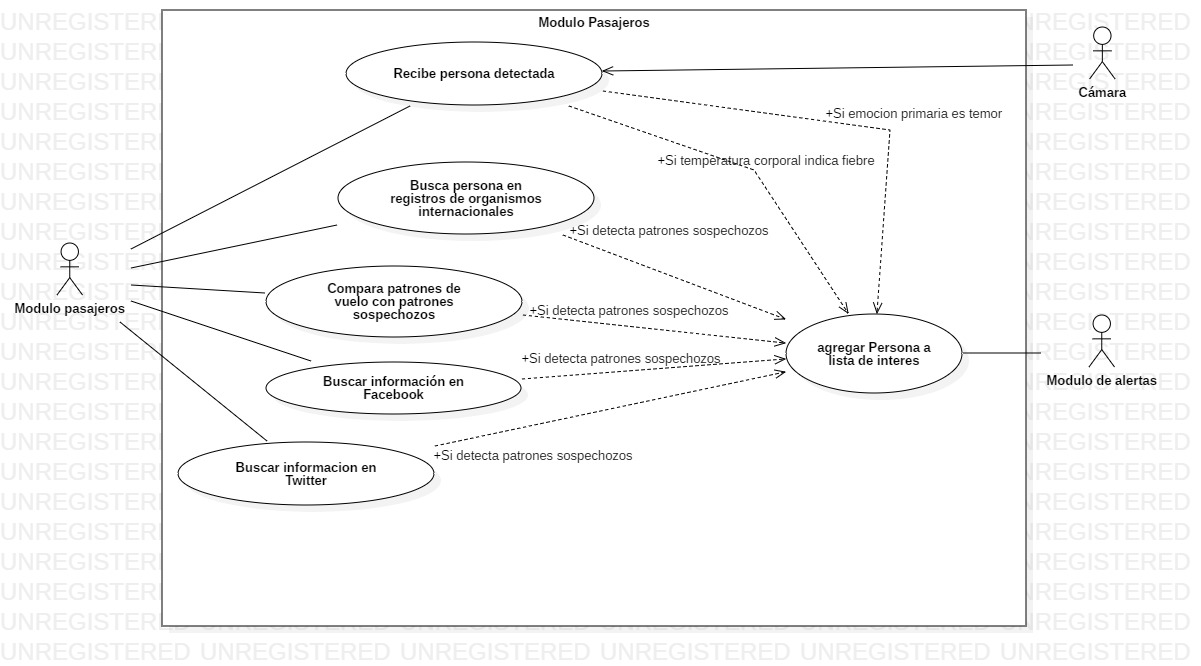 Modulo Pasajeros
Recibe persona detectada
Cámara
+Si emocion primaria es temor
+Si temperatura corporal indica fiebre
Busca persona en
registros de organismos
internacionales
+Si detecta patrones sospechozos
Modulo pasajeros
Compara patrones de
vuelo con patrones
sospechozos
+Si detecta patrones sospechozos
agregar Persona a
lista de interes
Modulo de alertas
+Si detecta patrones sospechozos
Buscar información en
Facebook
+Si detecta patrones sospechozos
Buscar informacion en
Twitter
UNREGISTERED UNREGISTERED UNREGISTERED UNREGISTERED UNREGISTERED UNREGISTERED